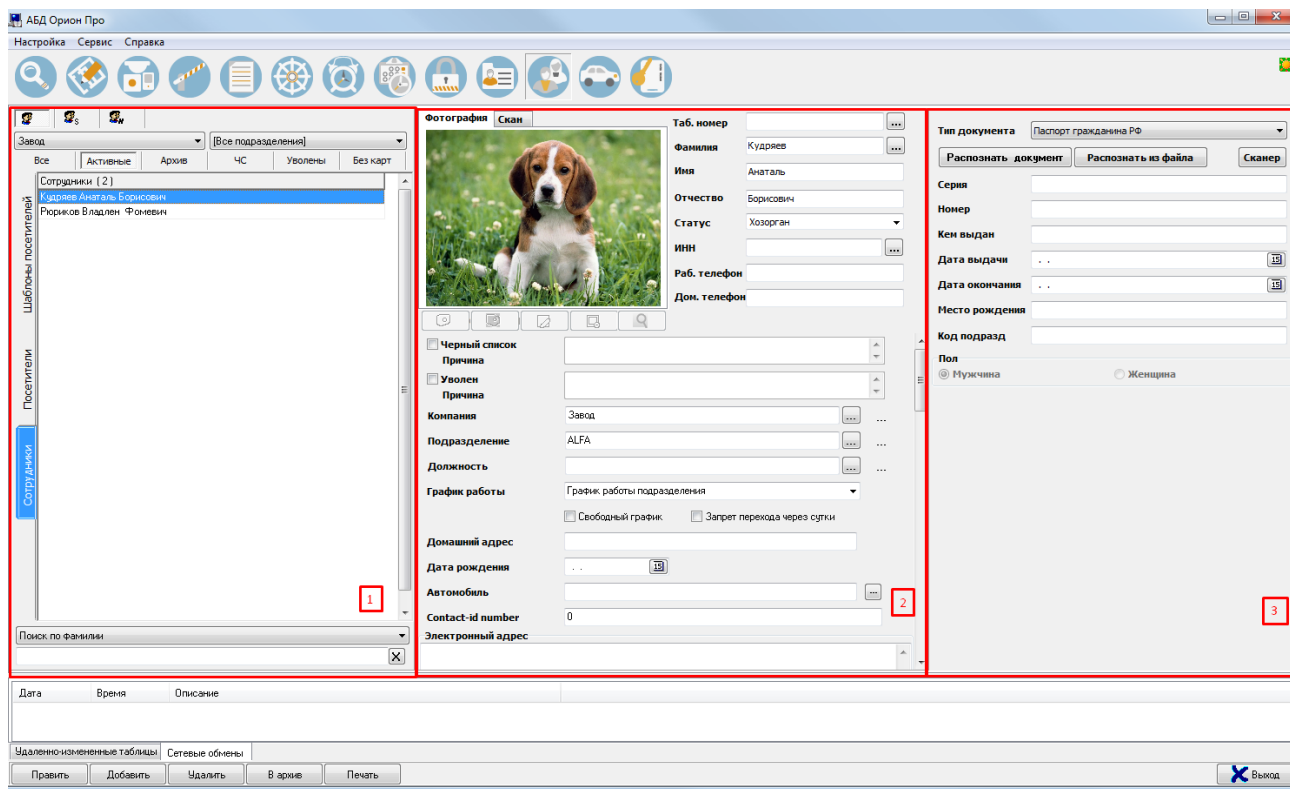 АБД Орион Про
Настройка Сервис Справка
Завод [Все подразделения]
Все Активные Архив ЧС Уволены Без карт
Сотрудники ( 2 )
Кудряев Анаталь Борисович
Рюриков Владлен Фомевич
Шаблоны посетителей
Посетители
Сотрудники
1
Поиск по фамилии
Фотография Скан
Таб. номер
Фамилия Кудряев
Имя Анаталь
Отчество Борисович
Статус Хозорган
ИНН
Раб. телефон
Дом. телефон
Черный список
Причина
Уволен
Причина
Компания Завод ... ...
Подразделение ALFA ... ...
Должность ... ...
График работы График работы подразделения
Свободный график Запрет перехода через сутки
Домашний адрес
Дата рождения . . 15
Автомобиль ...
2
Contact-id number 0
Электронный адрес
Тип документа Паспорт гражданина РФ
Распознать документ Распознать из файла Сканер
Серия
Номер
Кем выдан
Дата выдачи . . 15
Дата окончания . . 15
Место рождения
Код подразд
Пол
Мужчина Женщина
3
Дата Время Описание
Удаленно-измененные таблицы Сетевые обмены
Править Добавить Удалить В архив Печать Выход